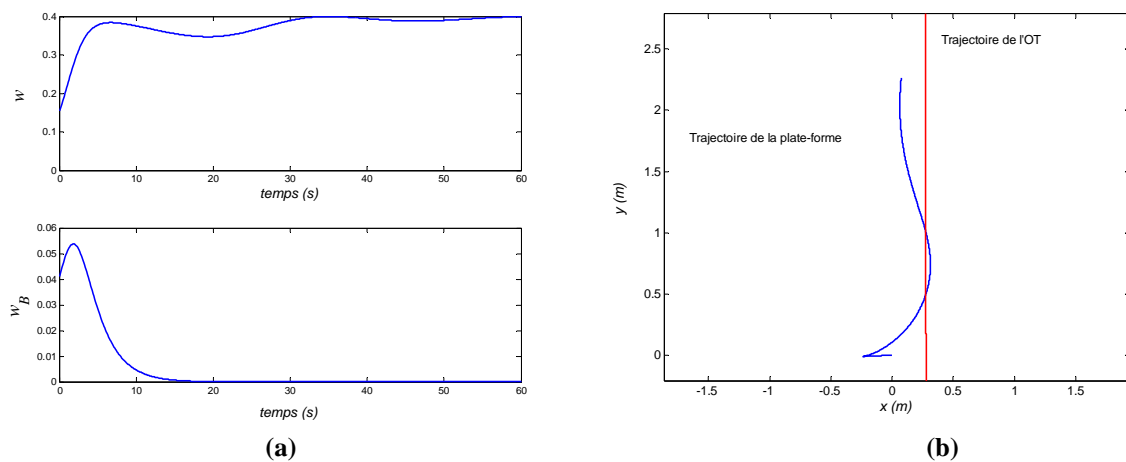 0.4
0.3
0.2
0.1
0
w
0 10 20 30 40 50 60
temps (s)
0.06
0.05
0.04
0.03
0.02
0.01
0
w_B
0 10 20 30 40 50 60
temps (s)
(a)
Trajectoire de l'OT
Trajectoire de la plate-forme
2.5
2
1.5
1
0.5
0
y (m)
-1.5 -1 -0.5 0 0.5 1 1.5
x (m)
(b)